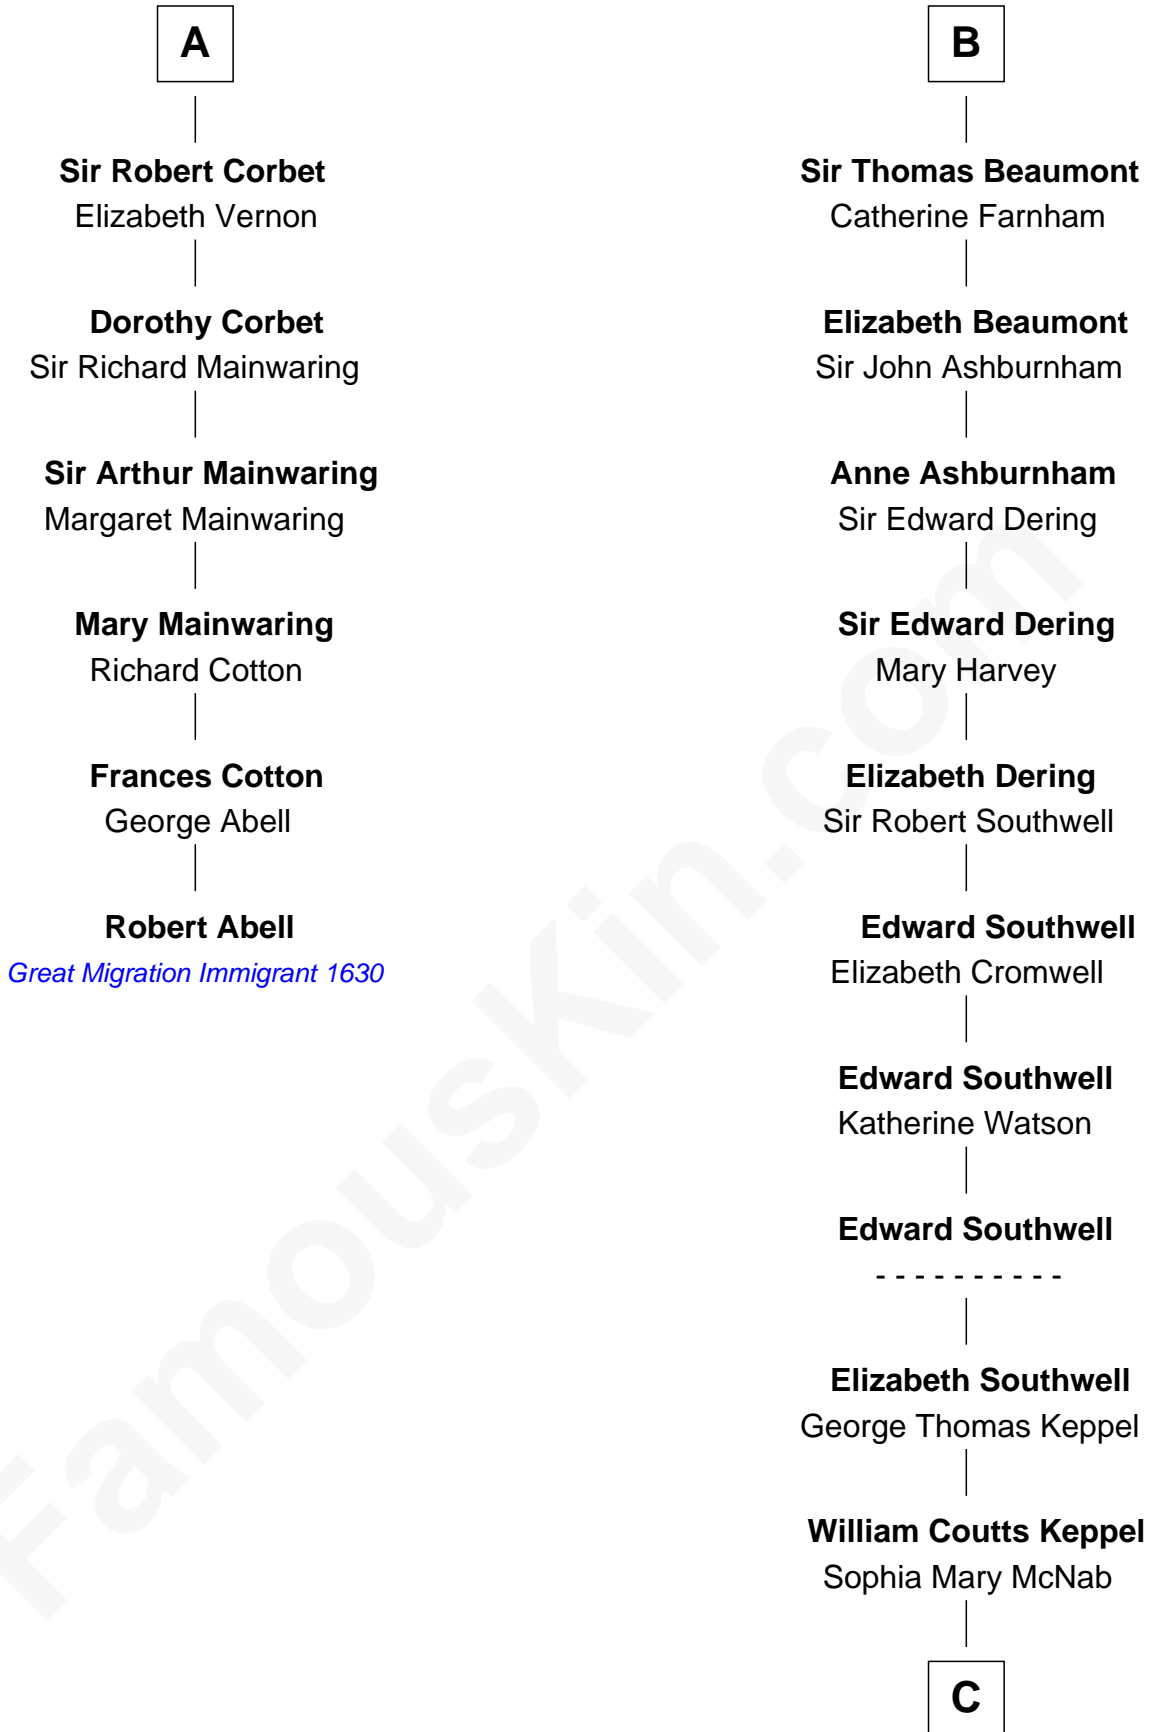 A
Sir Robert Corbet
Elizabeth Vernon
Dorothy Corbet
Sir Richard Mainwaring
Sir Arthur Mainwaring
Margaret Mainwaring
Mary Mainwaring
Richard Cotton
Frances Cotton
George Abell
Robert Abell
Great Migration Immigrant 1630
B
Sir Thomas Beaumont
Catherine Farnham
Elizabeth Beaumont
Sir John Ashburnham
Anne Ashburnham
Sir Edward Dering
Sir Edward Dering
Mary Harvey
Elizabeth Dering
Sir Robert Southwell
Edward Southwell
Elizabeth Cromwell
Edward Southwell
Katherine Watson
Edward Southwell
- - - - - - - - - -
Elizabeth Southwell
George Thomas Keppel
William Coutts Keppel
Sophia Mary McNab
C
FamousKin.com